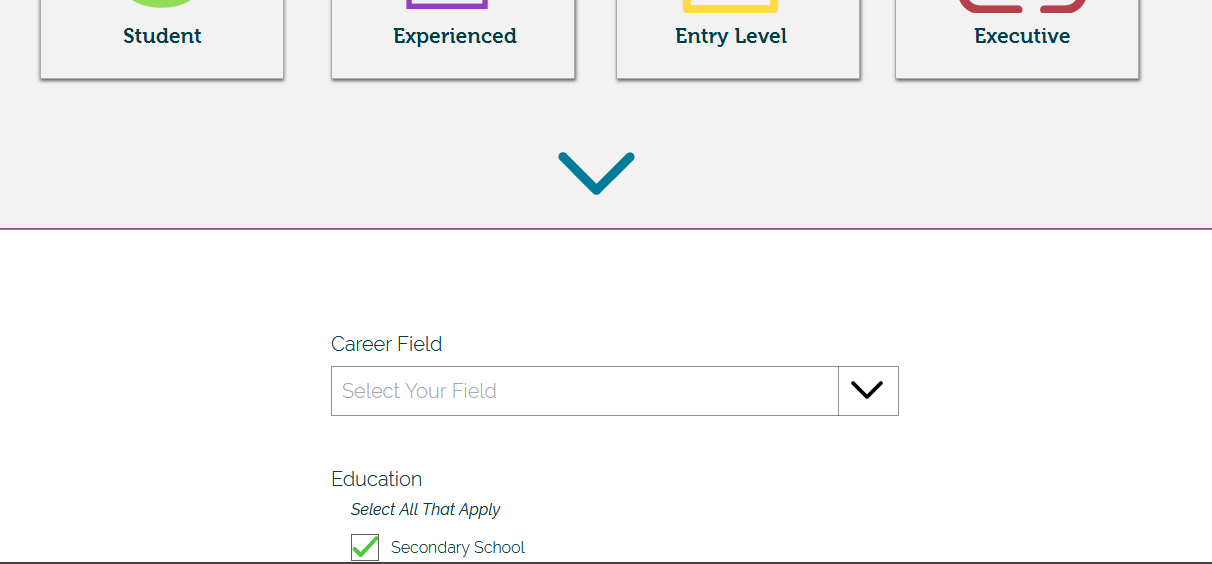 Student
Experienced
Entry Level
Executive
Career Field
Select Your Field
Education
Select All That Apply
Secondary School